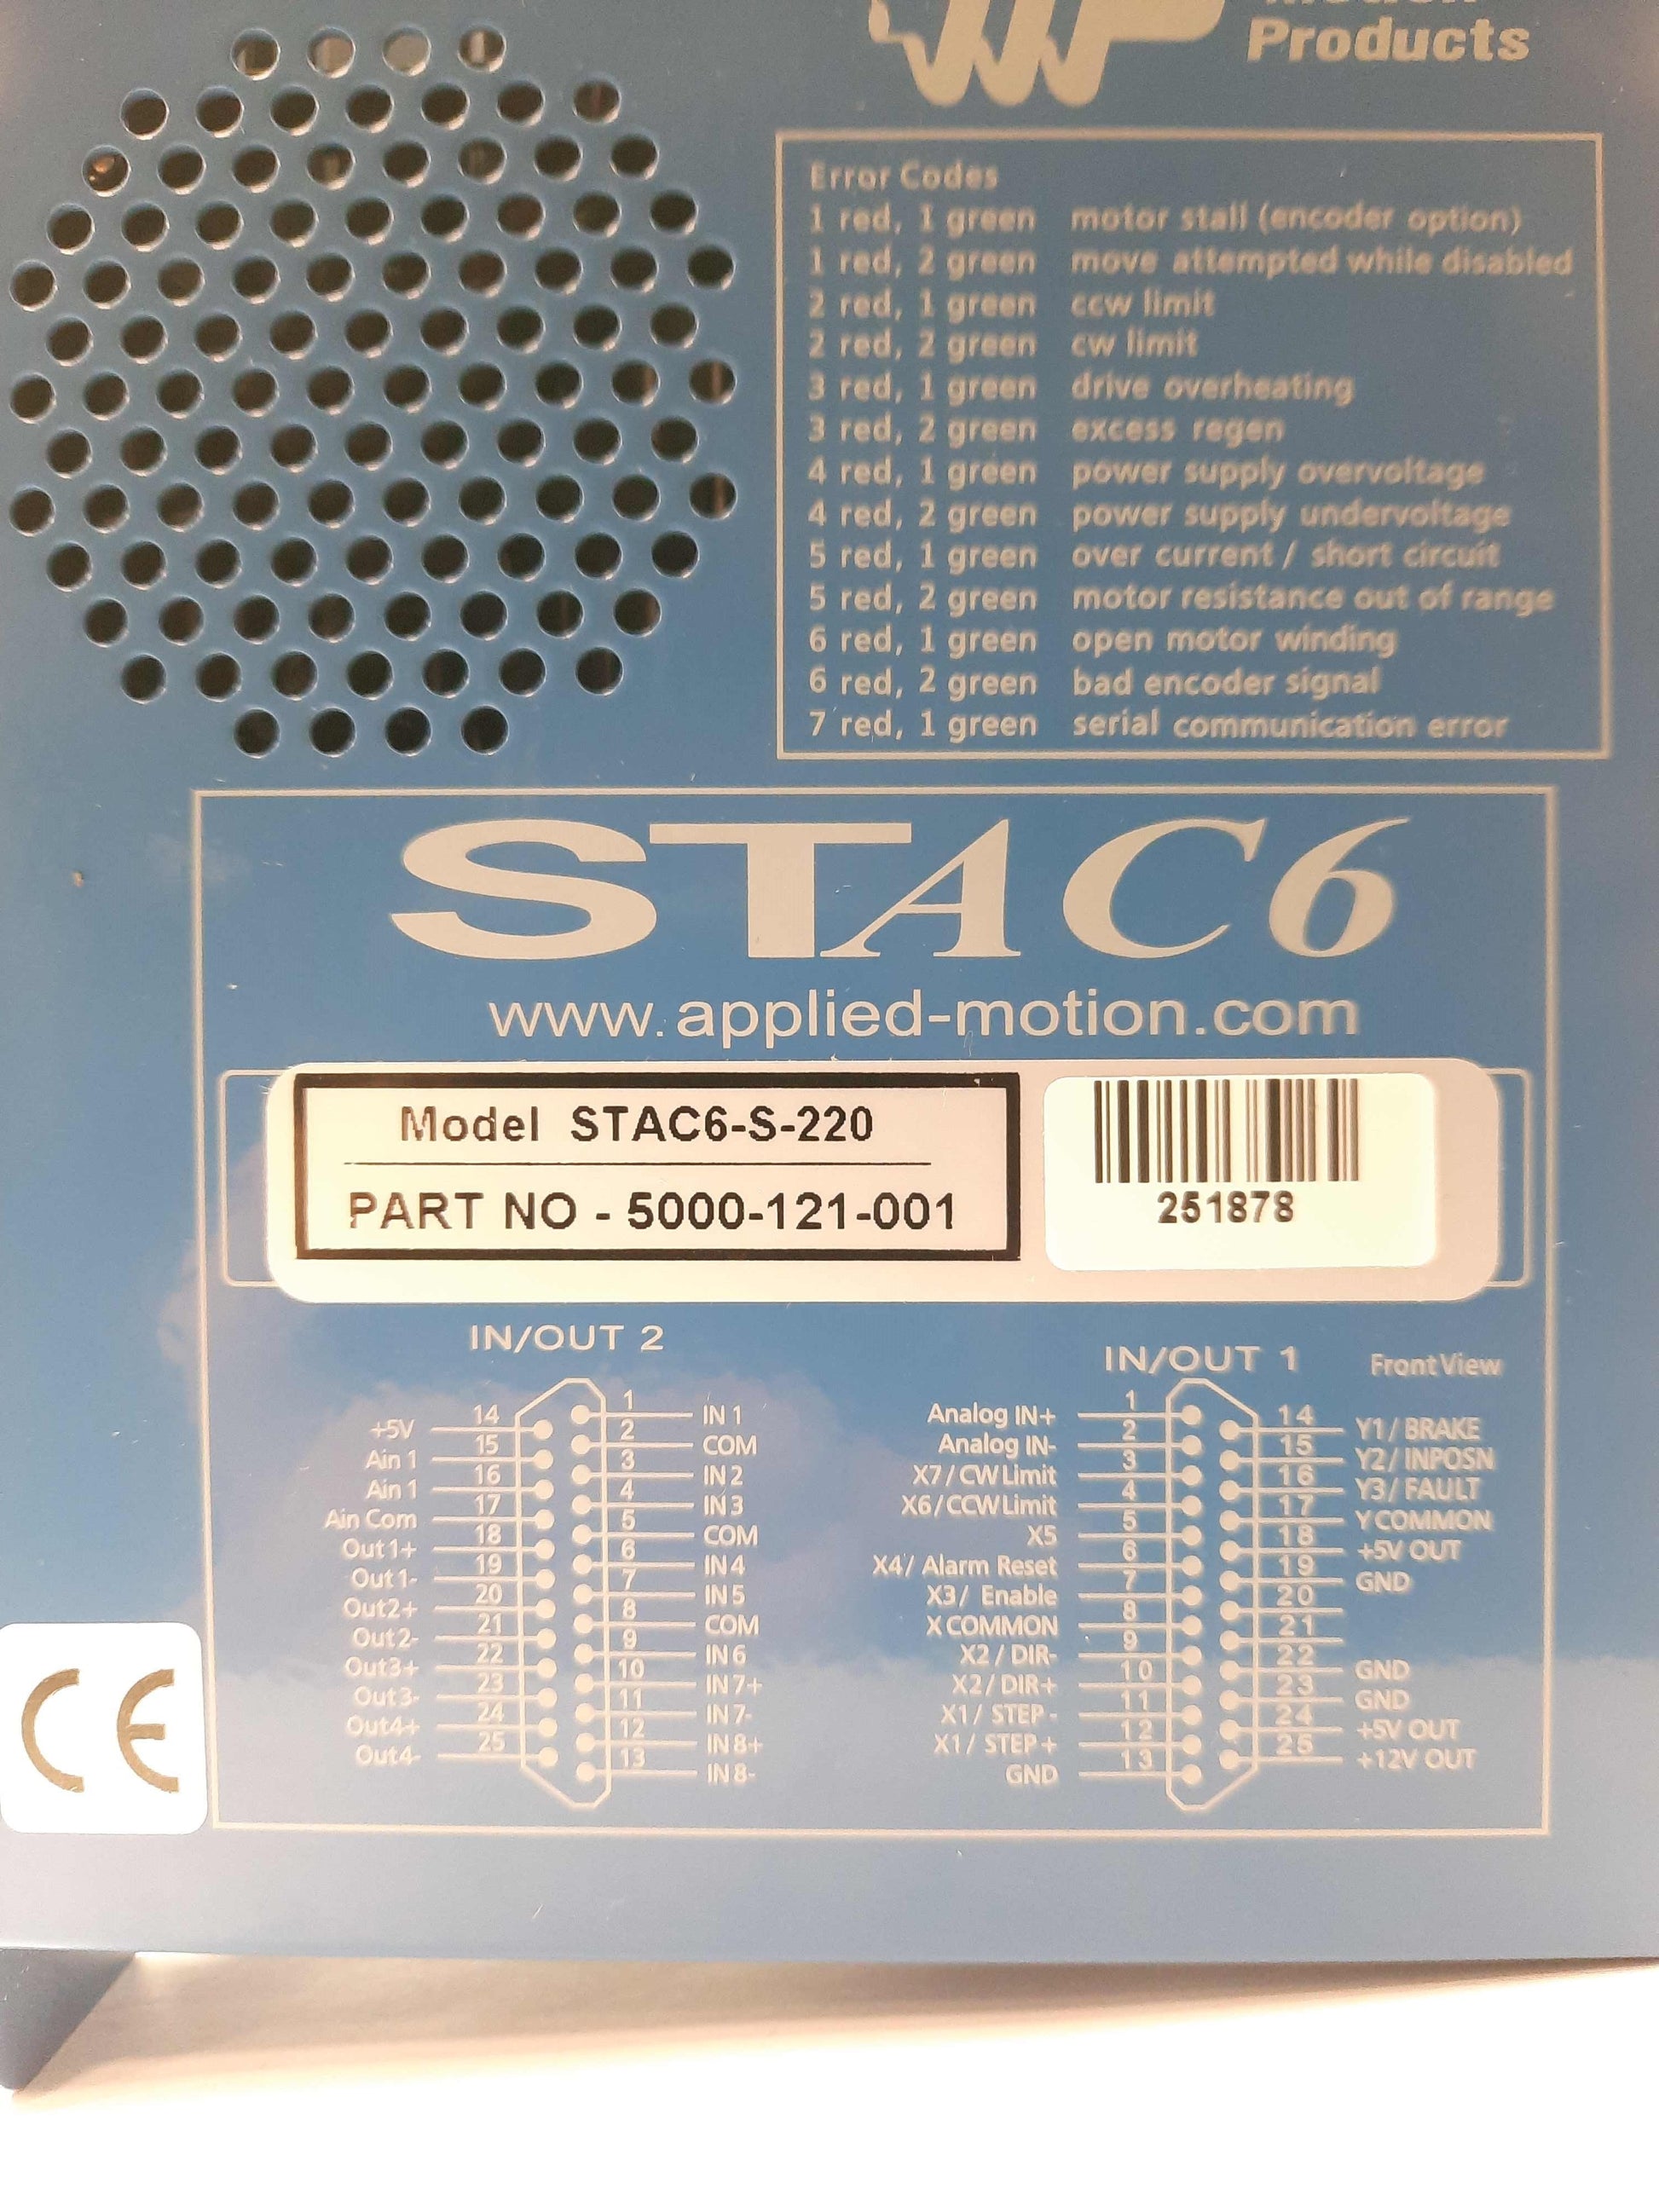 Products
Error Codes
1 red, 1 green motor stall (encoder option)
1 red, 2 green move attempted while disabled
2 red, 1 green ccw limit
2 red, 2 green cw limit
3 red, 1 green drive overheating
3 red, 2 green excess regen
4 red, 1 green power supply overvoltage
4 red, 2 green power supply undervoltage
5 red, 1 green over current / short circuit
5 red, 2 green motor resistance out of range
6 red, 1 green open motor winding
6 red, 2 green bad encoder signal
7 red, 1 green serial communication error
STAC6
www.applied-motion.com
Model STAC6-S-220
PART NO - 5000-121-001
251878
IN/OUT 2
1 IN 1
14 +5V
2 COM
15 Ain 1
3 IN 2
16 Ain 1
4 IN 3
17 Ain Com
5 COM
18 Out1+
6 IN 4
19 Out1-
7 IN 5
20 Out2+
8 COM
21 Out2-
9 IN 6
22 Out3+
10 IN 7+
23 Out3-
11 IN 7-
24 Out4+
12 IN 8+
25 Out4-
13 IN 8-
IN/OUT 1 Front View
Analog IN+ 1
14 Y1 / BRAKE
Analog IN- 2
15 Y2 / INPOSN
X7 / CW Limit 3
16 Y3 / FAULT
X6 / CCW Limit 4
17 Y COMMON
X5 5
18 +5V OUT
X4 / Alarm Reset 6
19 GND
X3 / Enable 7
20
X COMMON 8
21
X2 / DIR- 9
22 GND
X2 / DIR+ 10
23 GND
X1 / STEP- 11
24 +5V OUT
X1 / STEP+ 12
25 +12V OUT
GND 13
CE